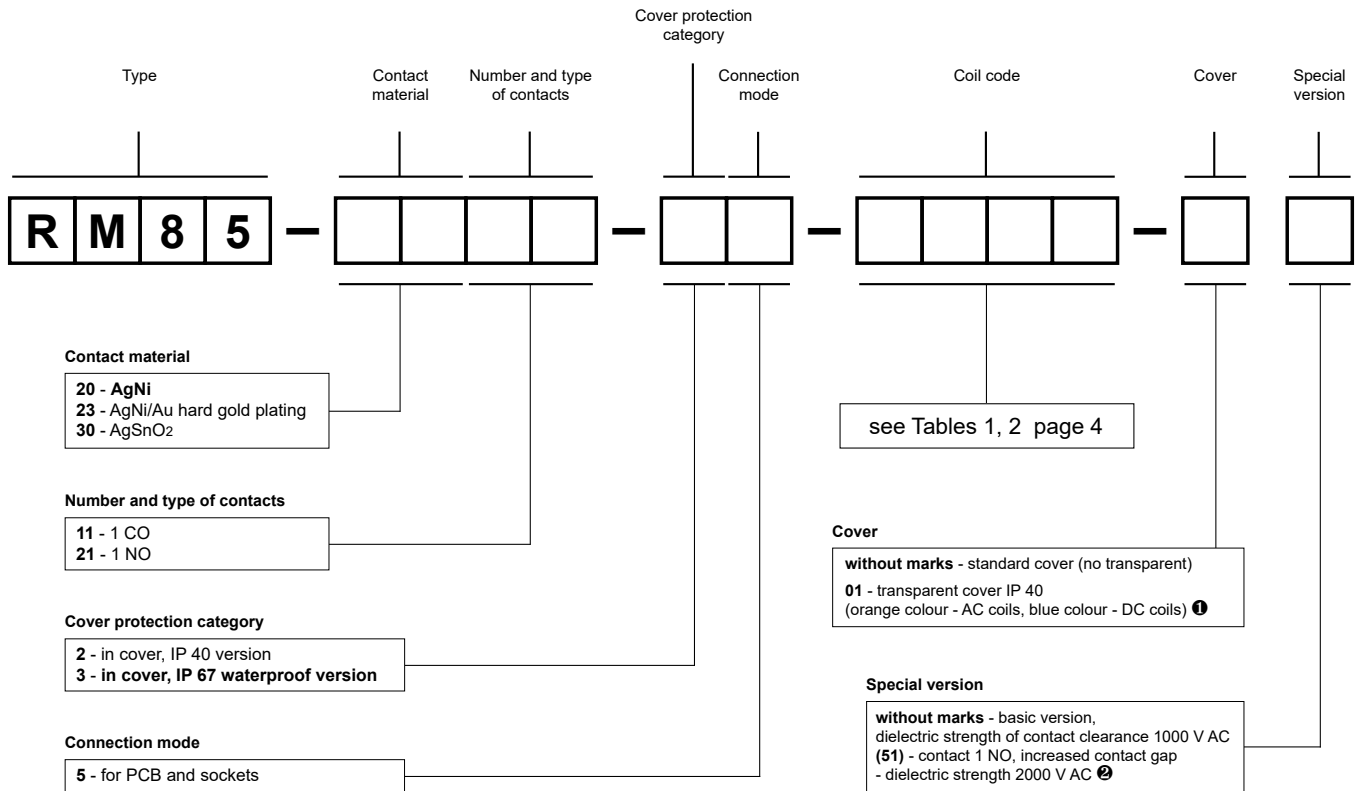 Cover protection
category
Type
Contact
material
Number and type
of contacts
Connection
mode
Coil code
Cover
Special
version
RM85 – – – –
Contact material
20 - AgNi
23 - AgNi/Au hard gold plating
30 - AgSnO2
see Tables 1, 2 page 4
Number and type of contacts
11 - 1 CO
21 - 1 NO
Cover
without marks - standard cover (no transparent)
01 - transparent cover IP 40
(orange colour - AC coils, blue colour - DC coils) ❶
Cover protection category
2 - in cover, IP 40 version
3 - in cover, IP 67 waterproof version
Special version
without marks - basic version,
dielectric strength of contact clearance 1000 V AC
(51) - contact 1 NO, increased contact gap
- dielectric strength 2000 V AC ❷
Connection mode
5 - for PCB and sockets